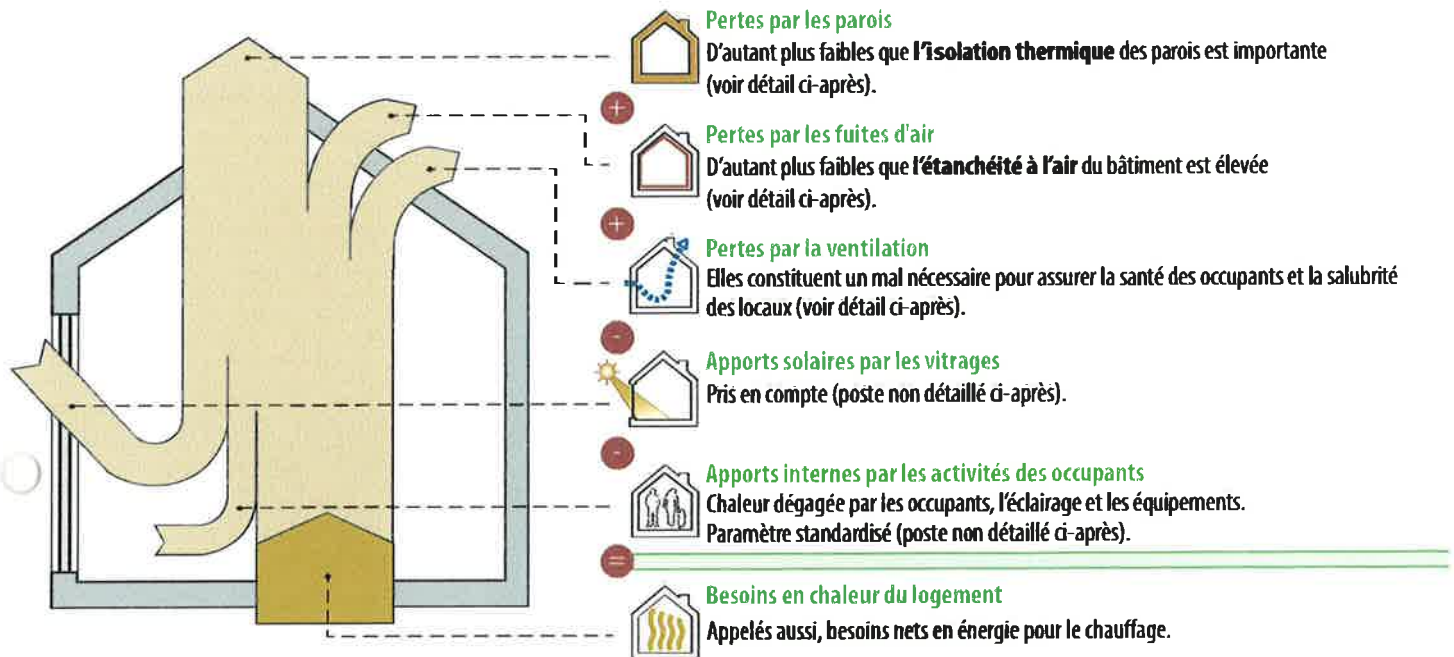 Pertes par les parois
D'autant plus faibles que l'isolation thermique des parois est importante
(voir détail ci-après).
+
Pertes par les fuites d'air
D'autant plus faibles que l'étanchéité à l'air du bâtiment est élevée
(voir détail ci-après).
+
Pertes par la ventilation
Elles constituent un mal nécessaire pour assurer la santé des occupants et la salubrité
des locaux (voir détail ci-après).
-
Apports solaires par les vitrages
Pris en compte (poste non détaillé ci-après).
-
Apports internes par les activités des occupants
Chaleur dégagée par les occupants, l'éclairage et les équipements.
Paramètre standardisé (poste non détaillé ci-après).
=
Besoins en chaleur du logement
Appelés aussi, besoins nets en énergie pour le chauffage.